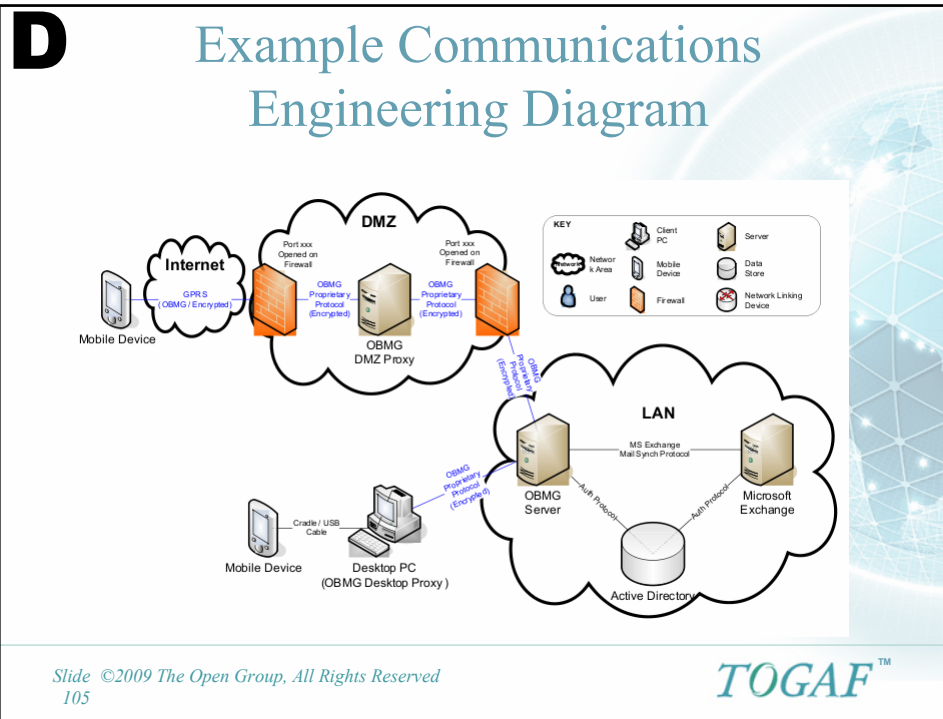 D
Example Communications
Engineering Diagram
DMZ
Port xxx
Opened on
Firewall
Port xxx
Opened on
Firewall
Internet
GPRS
(OBMG / Encrypted)
OBMG
Proprietary
Protocol
(Encrypted)
OBMG
Proprietary
Protocol
(Encrypted)
Mobile Device
OBMG
DMZ Proxy
KEY
Network
Networ
k Area
User
Client
PC
Mobile
Device
Firewall
Server
Data
Store
Network Linking
Device
OBMG
Proprietary
Protocol
(Encrypted)
LAN
MS Exchange
Mail Synch Protocol
OBMG
Server
Microsoft
Exchange
Auth Protocol
Auth Protocol
Active Directory
OBMG
Proprietary
Protocol
(Encrypted)
Cradle / USB
Cable
Mobile Device
Desktop PC
(OBMG Desktop Proxy)
Slide ©2009 The Open Group, All Rights Reserved
105
TOGAF™